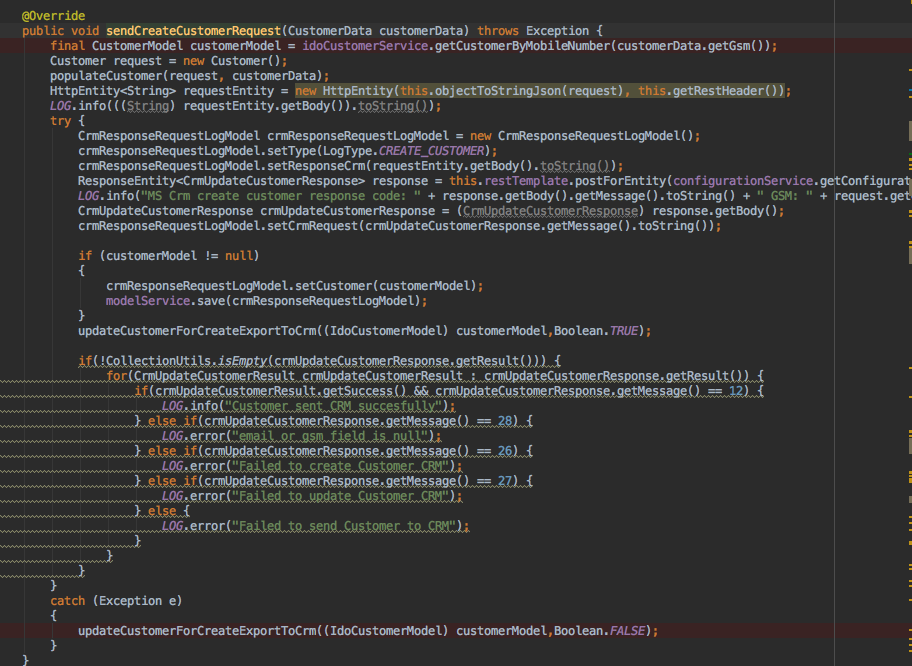 @Override
public void sendCreateCustomerRequest(CustomerData customerData) throws Exception {
final CustomerModel customerModel = idoCustomerService.getCustomerByMobileNumber(customerData.getGsm());
Customer request = new Customer();
populateCustomer(request, customerData);
HttpEntity<String> requestEntity = new HttpEntity(this.objectToStringJson(request), this.getRestHeader());
LOG.info(((String) requestEntity.getBody()).toString());
try {
CrmResponseRequestLogModel crmResponseRequestLogModel = new CrmResponseRequestLogModel();
crmResponseRequestLogModel.setType(LogType.CREATE_CUSTOMER);
crmResponseRequestLogModel.setResponseCrm(requestEntity.getBody().toString());
ResponseEntity<CrmUpdateCustomerResponse> response = this.restTemplate.postForEntity(configurationService.getConfigurat
LOG.info("MS Crm create customer response code: " + response.getBody().getMessage().toString() + " GSM: " + request.get
CrmUpdateCustomerResponse crmUpdateCustomerResponse = (CrmUpdateCustomerResponse) response.getBody();
crmResponseRequestLogModel.setCrmRequest(crmUpdateCustomerResponse.getMessage().toString());
if (customerModel != null)
{
crmResponseRequestLogModel.setCustomer(customerModel);
modelService.save(crmResponseRequestLogModel);
}
updateCustomerForCreateExportToCrm((IdoCustomerModel) customerModel,Boolean.TRUE);
if(!CollectionUtils.isEmpty(crmUpdateCustomerResponse.getResult())) {
for(CrmUpdateCustomerResult crmUpdateCustomerResult : crmUpdateCustomerResponse.getResult()) {
if(crmUpdateCustomerResult.getSuccess() && crmUpdateCustomerResponse.getMessage() == 12) {
LOG.info("Customer sent CRM succesfully");
} else if(crmUpdateCustomerResponse.getMessage() == 28) {
LOG.error("email or gsm field is null");
} else if(crmUpdateCustomerResponse.getMessage() == 26) {
LOG.error("Failed to create Customer CRM");
} else if(crmUpdateCustomerResponse.getMessage() == 27) {
LOG.error("Failed to update Customer CRM");
} else {
LOG.error("Failed to send Customer to CRM");
}
}
}
}
catch (Exception e)
{
updateCustomerForCreateExportToCrm((IdoCustomerModel) customerModel,Boolean.FALSE);
}
}